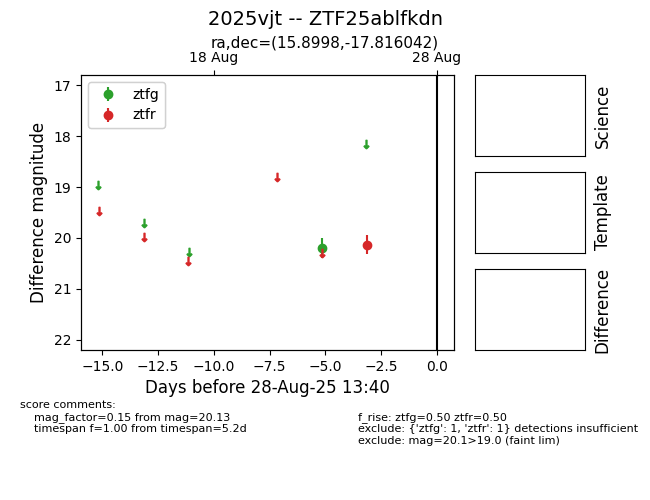 2025vjt -- ZTF25ablfkdn
ra,dec=(15.8998,-17.816042)
18 Aug
28 Aug
ztfg
ztfr
17
18
19
20
21
22
Difference magnitude
−15.0
−12.5
−10.0
−7.5
−5.0
−2.5
0.0
Days before 28-Aug-25 13:40
Science
Template
Difference
score comments:
mag_factor=0.15 from mag=20.13
timespan f=1.00 from timespan=5.2d
f_rise: ztfg=0.50 ztfr=0.50
exclude: {'ztfg': 1, 'ztfr': 1} detections insufficient
exclude: mag=20.1>19.0 (faint lim)